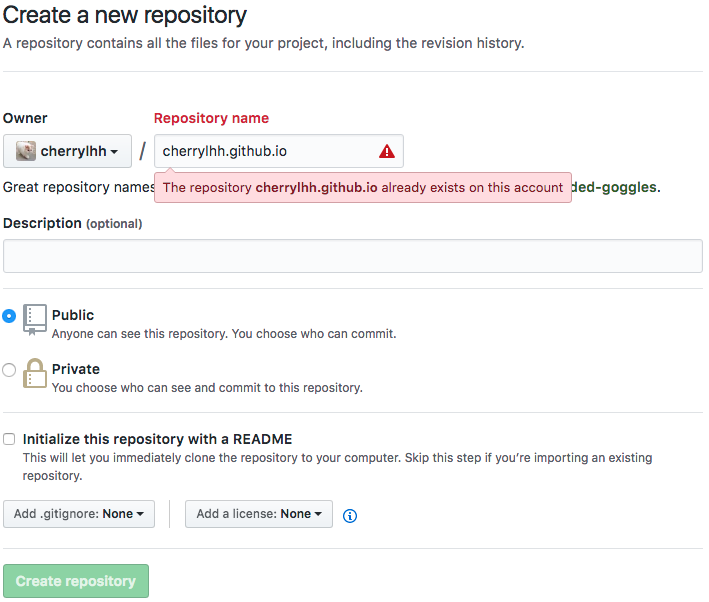 Create a new repository
A repository contains all the files for your project, including the revision history.
Owner
Repository name
cherrylhh
/
cherrylhh.github.io
Great repository names
The repository cherrylhh.github.io already exists on this account
ded-goggles.
Description (optional)
Public
Anyone can see this repository. You choose who can commit.
Private
You choose who can see and commit to this repository.
Initialize this repository with a README
This will let you immediately clone the repository to your computer. Skip this step if you’re importing an existing
repository.
Add .gitignore: None
Add a license: None
Create repository